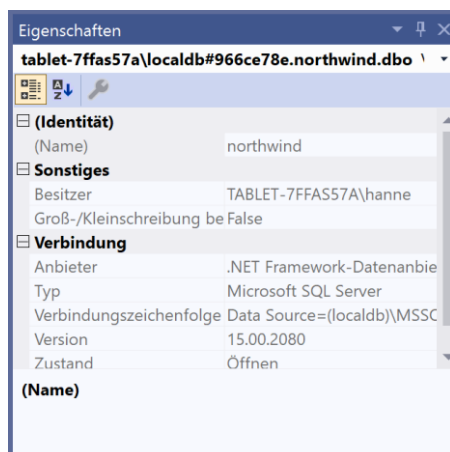 Eigenschaften
tablet-7ffas57a\localdb#966ce78e.northwind.dbo
(Identität)
(Name) northwind
Sonstiges
Besitzer TABLET-7FFAS57A\hanne
Groß-/Kleinschreibung be False
Verbindung
Anbieter .NET Framework-Datenanbie
Typ Microsoft SQL Server
Verbindungszeichenfolge Data Source=(localdb)\MSSC
Version 15.00.2080
Zustand Öffnen
(Name)